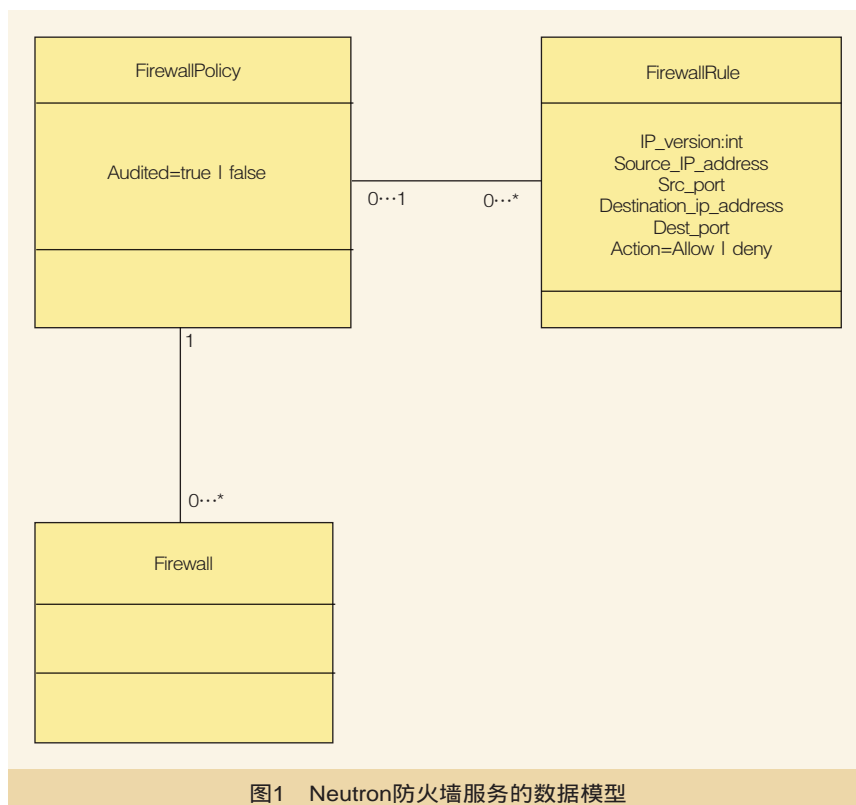 FirewallPolicy
Audited=true | false
FirewallRule
IP_version:int
Source_IP_address
Src_port
Destination_ip_address
Dest_port
Action=Allow | deny
0…1
0…*
1
0…*
Firewall
图1 Neutron防火墙服务的数据模型